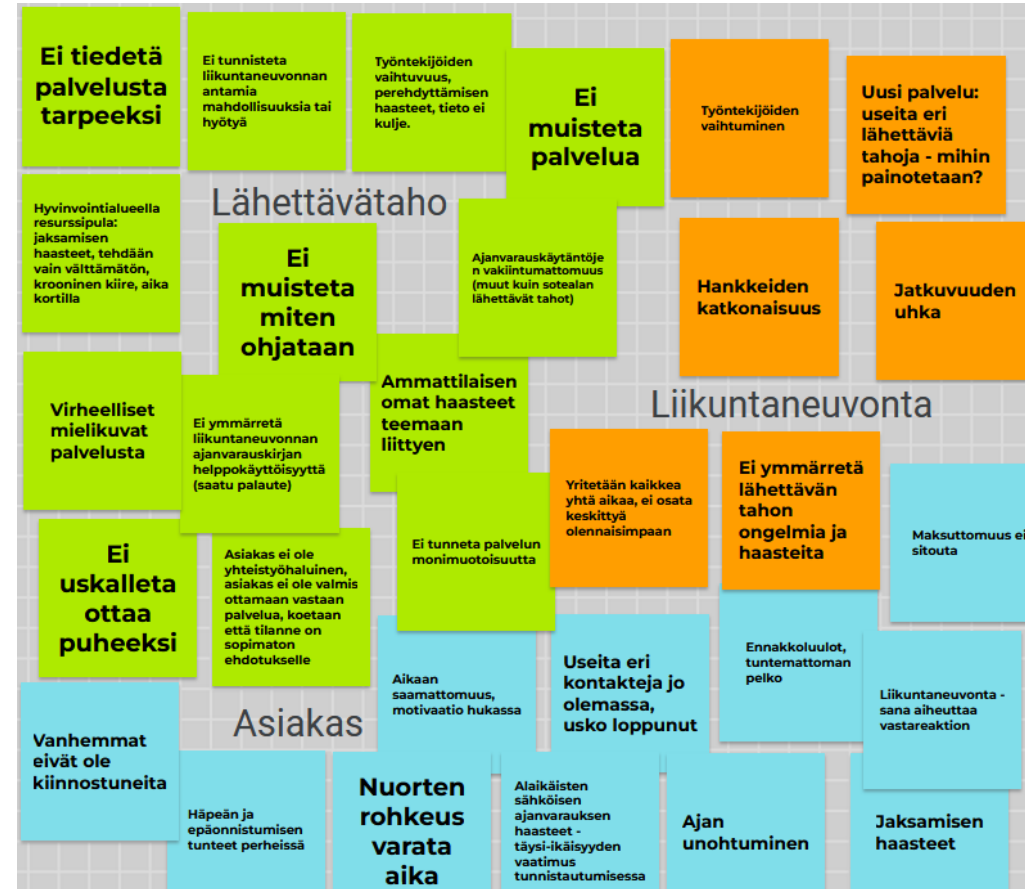 Ei tiedetä
palvelusta
tarpeeksi
Ei tunnisteta
liikuntaneuvonnan
antamia
mahdollisuuksia tai
hyötyä
Työntekijöiden
vaihtuvuus,
perehdyttämisen
haasteet, tieto ei
kulje.
Ei
muisteta
palvelua
Työntekijöiden
vaihtuminen
Uusi palvelu:
useita eri
lähettäviä
tahoja - mihin
painotetaan?
Lähettävätaho
Hyvinvointialueella
resurssipula:
jaksamisen
haasteet, tehdään
vain välttämätön,
krooninen kiire, aika
kortilla
Ei
muisteta
miten
ohjataan
Ajanvarauskäytäntöje
n vakiintumattomuus
(muut kuin sotealan
lähettävät tahot)
Hankkeiden
katkonaisuus
Jatkuvuuden
uhka
Virheelliset
mielikuvat
palvelusta
Ei ymmärretä
liikuntaneuvonnan
ajanvarauskirjan
helppokäyttöisyyttä
(saatu palaute)
Ammattilaisen
omat haasteet
teemaan
liittyen
Liikuntaneuvonta
Ei
uskalleta
ottaa
puheeksi
Asiakas ei ole
yhteistyöhaluinen,
asiakas ei ole valmis
ottamaan vastaan
palvelua, koetaan
että tilanne on
sopimaton
ehdotukselle
Ei tunneta palvelun
monimuotoisuutta
Yritetään kaikkea
yhtä aikaa, ei osata
keskittyä
olennaisimpaan
Ei ymmärretä
lähettävän
tahon
ongelmia ja
haasteita
Maksuttomuus ei
sitouta
Asiakas
Vanhemmat
eivät ole
kiinnostuneita
Aikaan
saamattomuus,
motivaatio hukassa
Useita eri
kontakteja jo
olemassa,
usko loppunut
Ennakkoluulot,
tuntemattoman
pelko
Liikuntaneuvonta -
sana aiheuttaa
vastareaktion
Häpeän ja
epäonnistumisen
tunteet perheissä
Nuorten
rohkeus
varata
aika
Alaikäisten
sähköisen
ajanvarauksen
haasteet -
täysi-ikäisyyden
vaatimus
tunnistautumisessa
Ajan
unohtuminen
Jaksamisen
haasteet